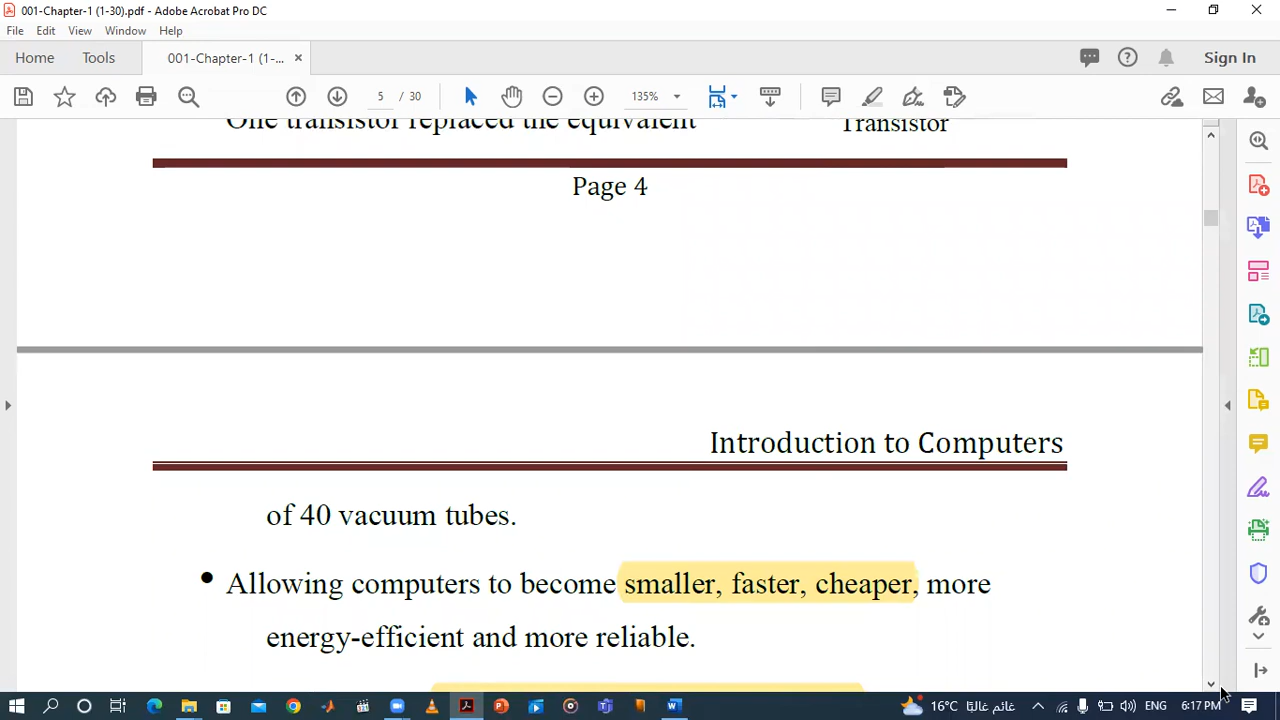 001-Chapter-1 (1-30).pdf - Adobe Acrobat Pro DC
File Edit View Window Help
Home Tools 001-Chapter-1 (1-... × Sign In
5 / 30 135%
One transistor replaced the equivalent Transistor
Page 4
Introduction to Computers
of 40 vacuum tubes.
• Allowing computers to become smaller, faster, cheaper, more
energy-efficient and more reliable.
16°C غائم غالبًا ENG 6:17 PM